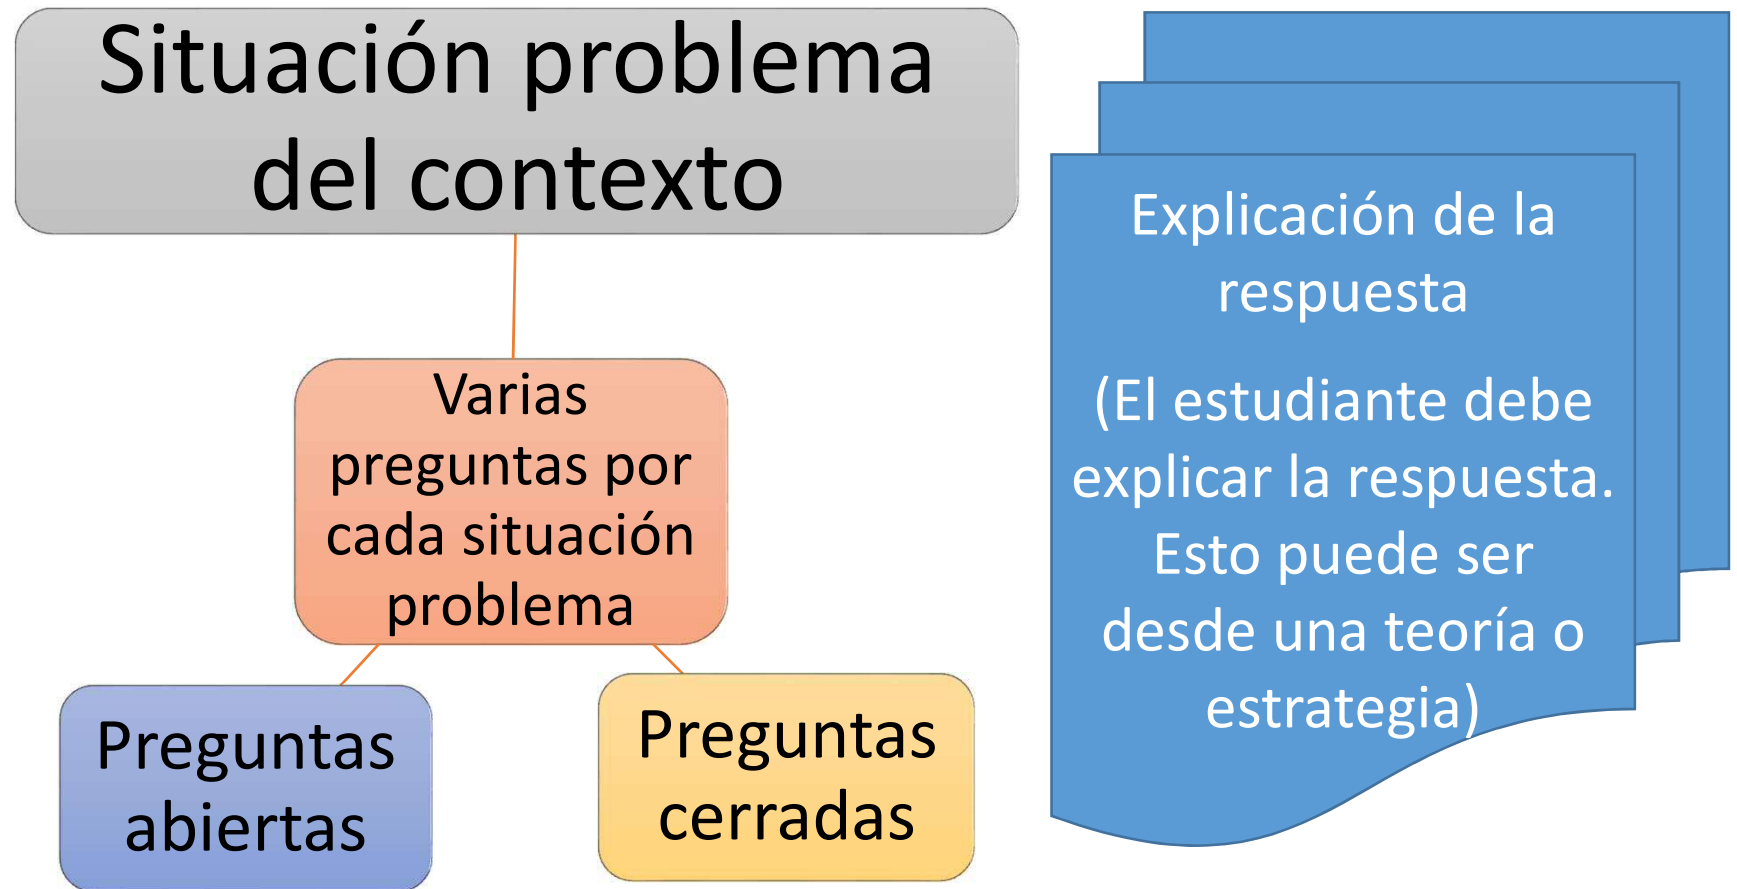 Situación problema
del contexto
Varias
preguntas por
cada situación
problema
Preguntas
abiertas
Preguntas
cerradas
Explicación de la
respuesta
(El estudiante debe
explicar la respuesta.
Esto puede ser
desde una teoría o
estrategia)